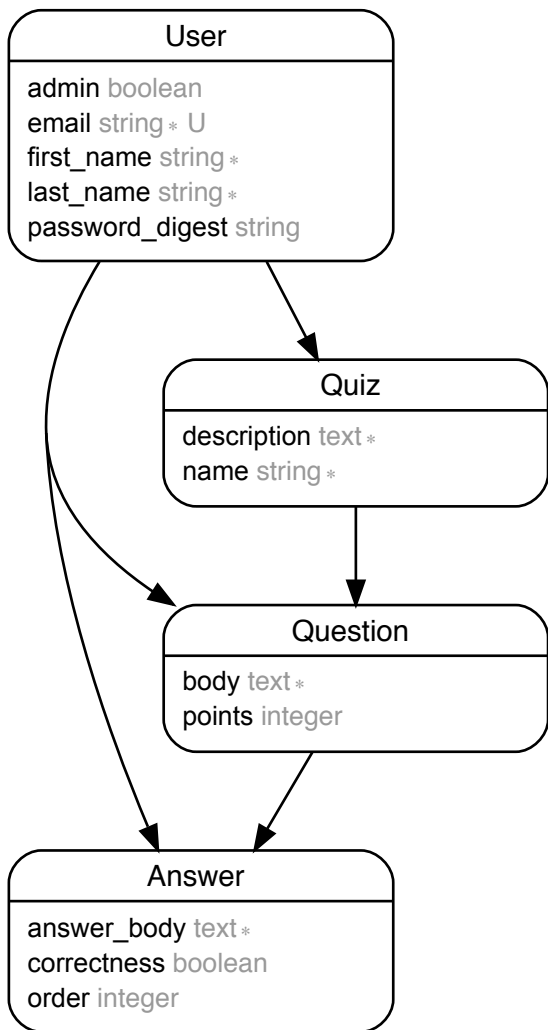 User
admin boolean
email string ∗ U
first_name string ∗
last_name string ∗
password_digest string
Quiz
description text ∗
name string ∗
Question
body text ∗
points integer
Answer
answer_body text ∗
correctness boolean
order integer